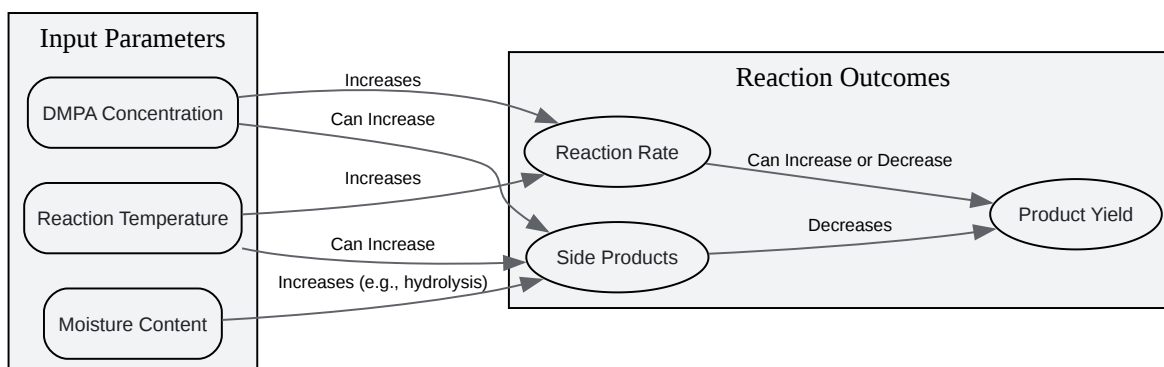 Input Parameters
DMPA Concentration
Reaction Temperature
Moisture Content
Increases
Can Increase
Increases
Can Increase
Increases (e.g., hydrolysis)
Reaction Outcomes
Reaction Rate
Side Products
Can Increase or Decrease
Decreases
Product Yield